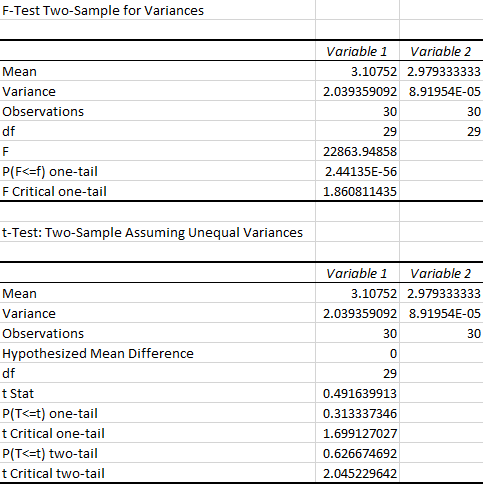 F-Test Two-Sample for Variances
Variable 1 Variable 2
Mean 3.10752 2.979333333
Variance 2.039359092 8.91954E-05
Observations 30 30
df 29 29
F 22863.94858
P(F<=f) one-tail 2.44135E-56
F Critical one-tail 1.860811435
t-Test: Two-Sample Assuming Unequal Variances
Variable 1 Variable 2
Mean 3.10752 2.979333333
Variance 2.039359092 8.91954E-05
Observations 30 30
Hypothesized Mean Difference 0
df 29
t Stat 0.491639913
P(T<=t) one-tail 0.313337346
t Critical one-tail 1.699127027
P(T<=t) two-tail 0.626674692
t Critical two-tail 2.045229642